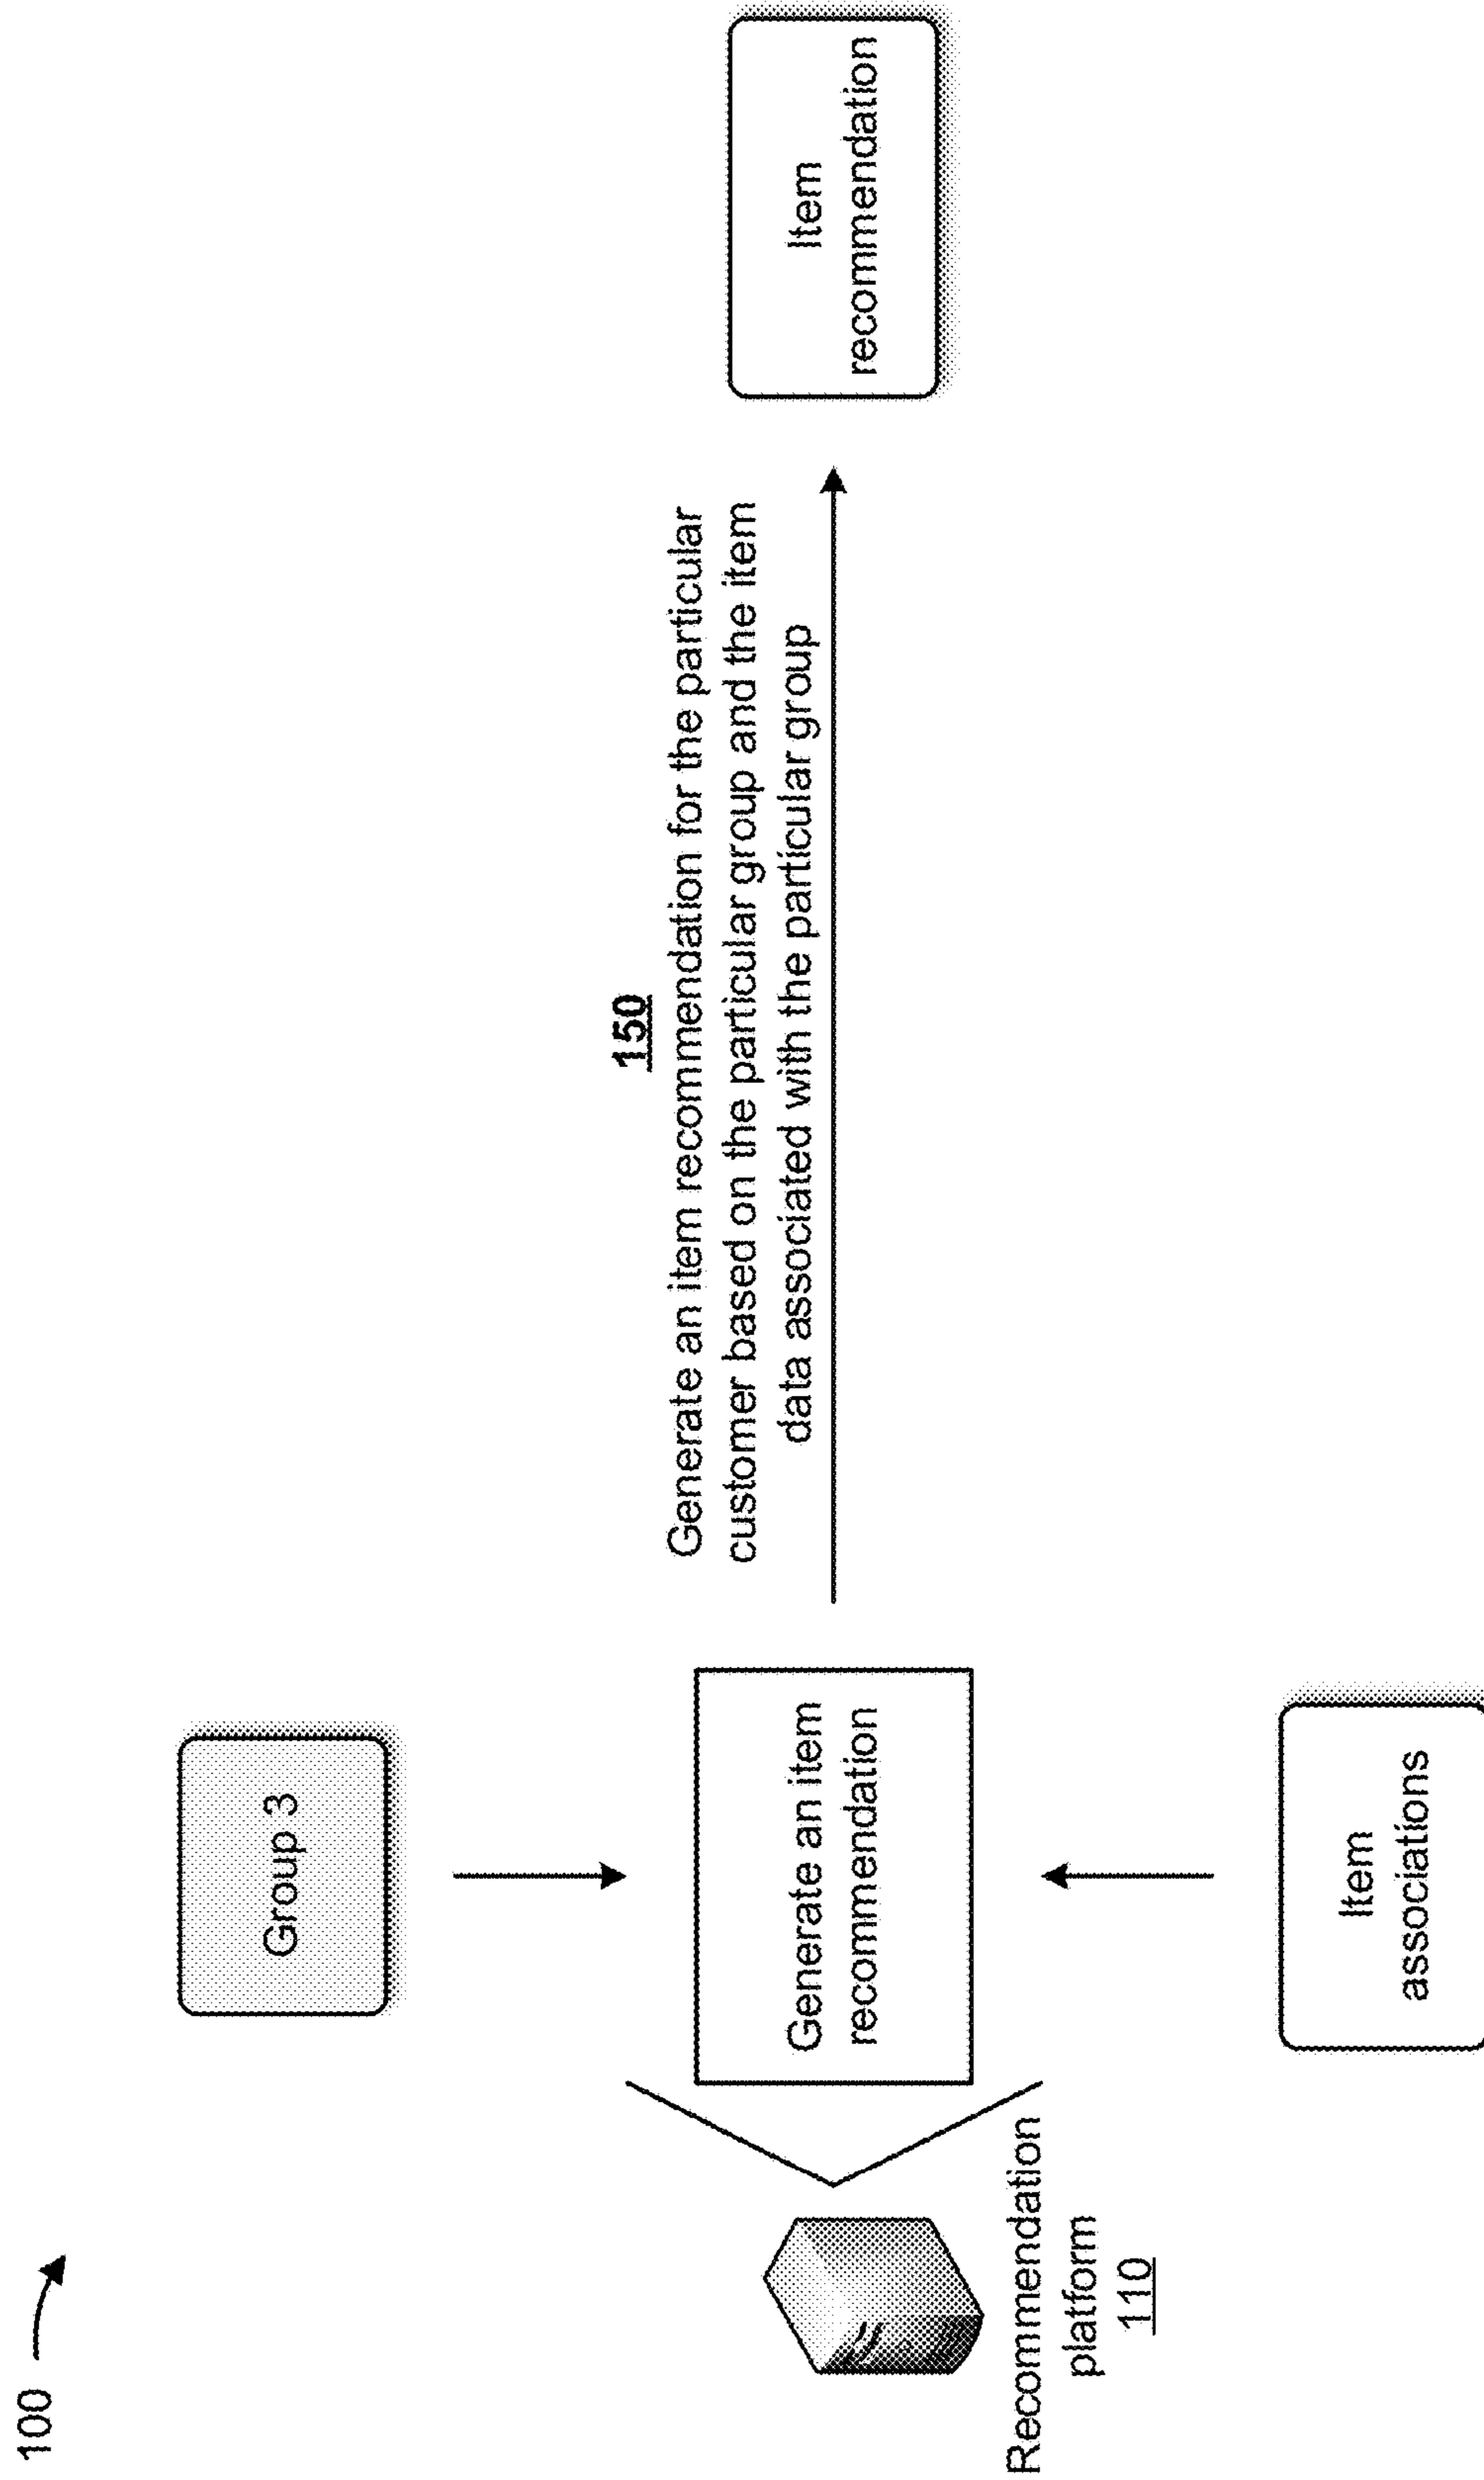 100
Group 3
150
Generate an item recommendation for the particular
customer based on the particular group and the item
data associated with the particular group
Generate an item
recommendation
Item
recommendation
Recommendation
platform
110
Item
associations